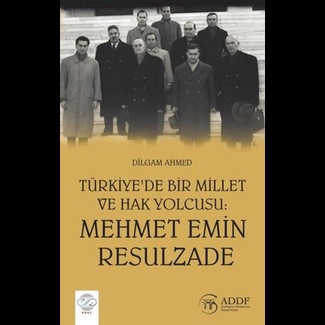 DİLGAM AHMED
TÜRKİYE'DE BİR MİLLET
VE HAK YOLCUSU:
MEHMET EMİN
RESULZADE
ADDF